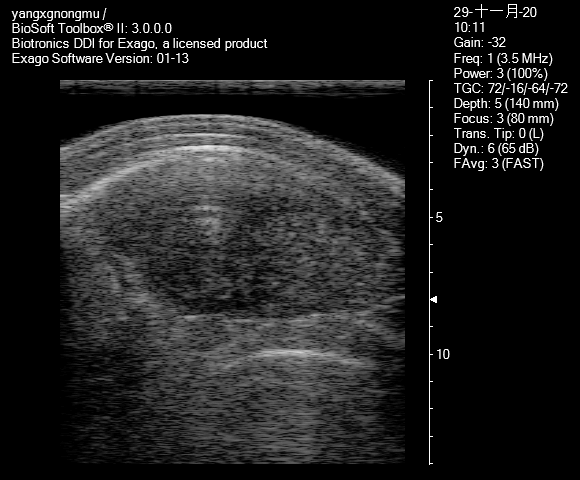 yangxgnongmu /
BioSoft Toolbox® II: 3.0.0.0
Biotronics DDI for Exago, a licensed product
Exago Software Version: 01-13
29-十一月-20
10:11
Gain: -32
Freq: 1 (3.5 MHz)
Power: 3 (100%)
TGC: 72/-16/-64/-72
Depth: 5 (140 mm)
Focus: 3 (80 mm)
Trans. Tip: 0 (L)
Dyn.: 6 (65 dB)
FAvg: 3 (FAST)
5
10